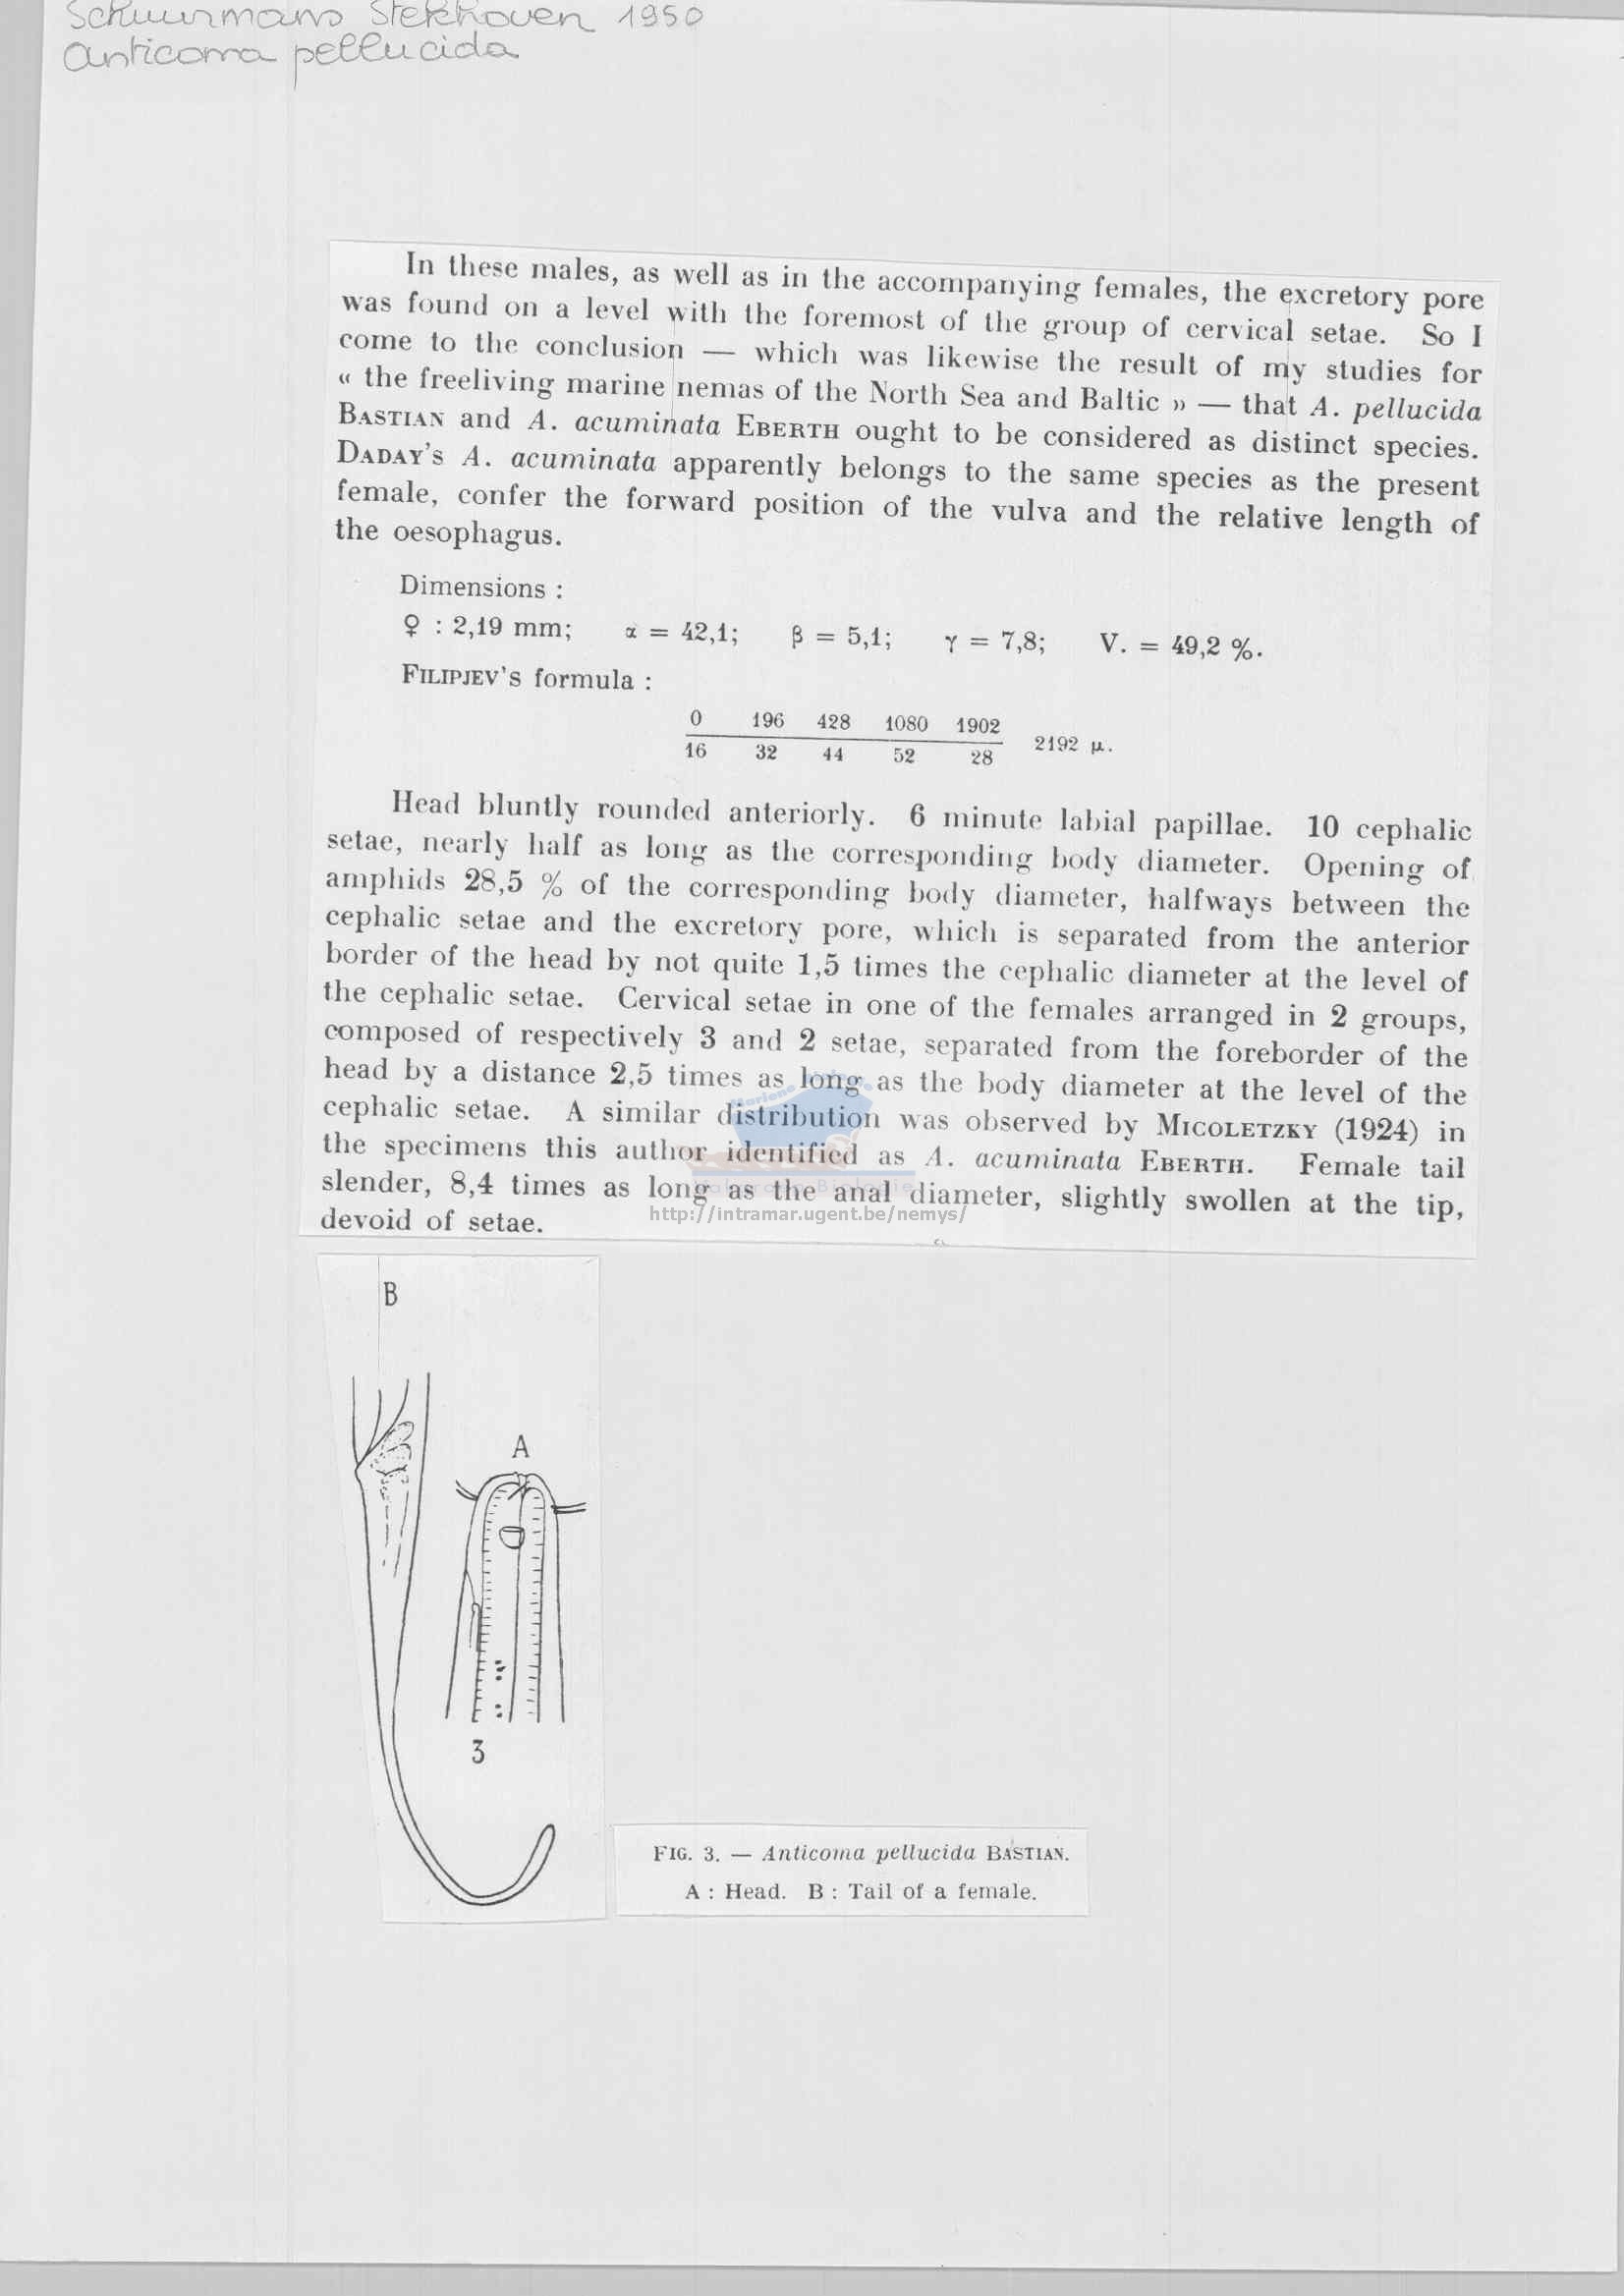 Schuurmans Stekhoven 1950
Anticoma pellucida
In these males, as well as in the accompanying females, the excretory pore
was found on a level with the foremost of the group of cervical setae. So I
come to the conclusion — which was likewise the result of my studies for
« the freeliving marine nemas of the North Sea and Baltic » — that A. pellucida
BASTIAN and A. acuminata EBERTH ought to be considered as distinct species.
DADAY'S A. acuminata apparently belongs to the same species as the present
female, confer the forward position of the vulva and the relative length of
the oesophagus.
Dimensions :
♀ : 2,19 mm; α = 42,1; β = 5,1; γ = 7,8; V. = 49,2 %.
FILIPJEV'S formula :
0 196 428 1080 1902
2192 µ.
16 32 44 52 28
Head bluntly rounded anteriorly. 6 minute labial papillae. 10 cephalic
setae, nearly half as long as the corresponding body diameter. Opening of
amphids 28,5 % of the corresponding body diameter, halfways between the
cephalic setae and the excretory pore, which is separated from the anterior
border of the head by not quite 1,5 times the cephalic diameter at the level of
the cephalic setae. Cervical setae in one of the females arranged in 2 groups,
composed of respectively 3 and 2 setae, separated from the foreborder of the
head by a distance 2,5 times as long as the body diameter at the level of the
cephalic setae. A similar distribution was observed by MICOLETZKY (1924) in
the specimens this author identified as A. acuminata EBERTH. Female tail
slender, 8,4 times as long as the anal diameter, slightly swollen at the tip,
devoid of setae.
http://intramar.ugent.be/nemys/
B
A
3
FIG. 3. — Anticoma pellucida BASTIAN.
A : Head. B : Tail of a female.